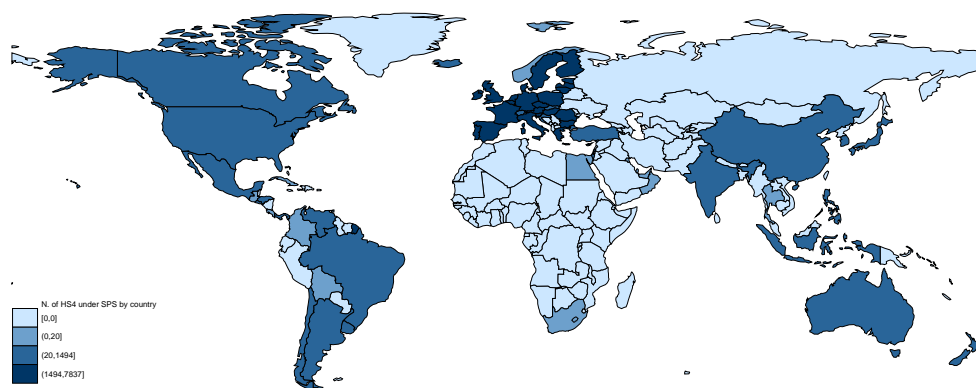 N. of HS4 under SPS by country
[0,0]
(0,20]
(20,1494]
(1494,7837]